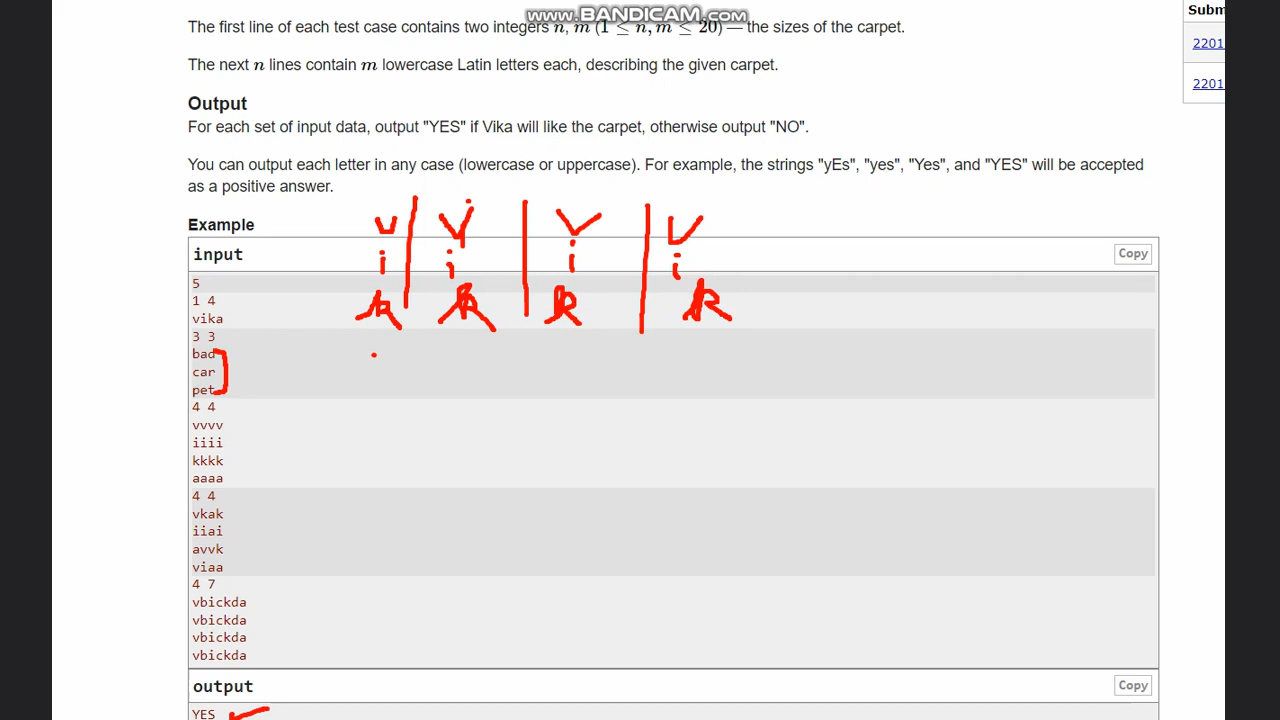 www.BANDICAM.com
The first line of each test case contains two integers n, m (1 ≤ n, m ≤ 20) — the sizes of the carpet.
Subm
2201
The next n lines contain m lowercase Latin letters each, describing the given carpet.
2201
Output
For each set of input data, output "YES" if Vika will like the carpet, otherwise output "NO".
You can output each letter in any case (lowercase or uppercase). For example, the strings "yEs", "yes", "Yes", and "YES" will be accepted
as a positive answer.
Example
v v v v
input
Copy
i i i i
k k k k
5
1 4
vika
3 3
bad
car
pet
4 4
vvvv
iiii
kkkk
aaaa
4 4
vkak
iiai
avvk
viaa
4 7
vbickda
vbickda
vbickda
vbickda
output
Copy
YES